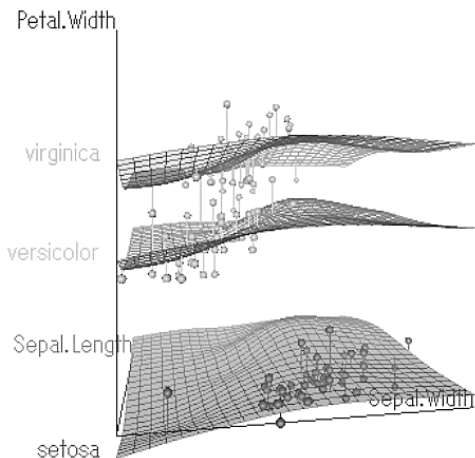 Petal.Width
virginica
versicolor
Sepal.Length
Sepal.Width
setosa